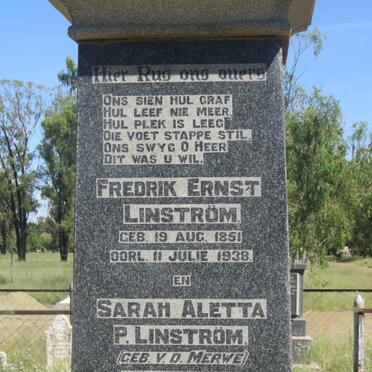 Hier Rus ons ouers
ONS SIEN HUL GRAF
HUL LEEF NIE MEER
HUL PLEK IS LEEG
DIE VOET STAPPE STIL,
ONS SWYG O HEER
DIT WAS U WIL.
FREDRIK ERNST
LINSTRÖM
GEB. 19 AUG. 1851
OORL. 11 JULIE 1938.
EN
SARAH ALETTA
P. LINSTRÖM
(GEB. V.D. MERWE)